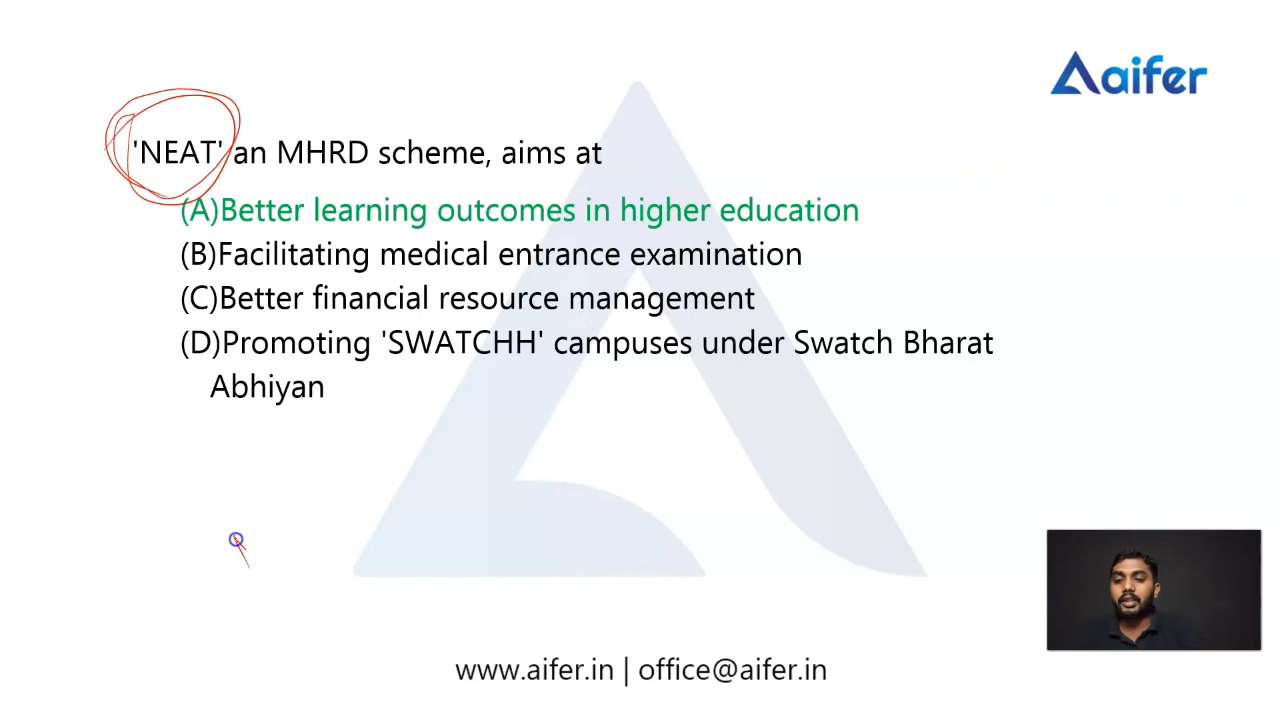 aifer
'NEAT' an MHRD scheme, aims at
(A)Better learning outcomes in higher education
(B)Facilitating medical entrance examination
(C)Better financial resource management
(D)Promoting 'SWATCHH' campuses under Swatch Bharat
Abhiyan
www.aifer.in | office@aifer.in